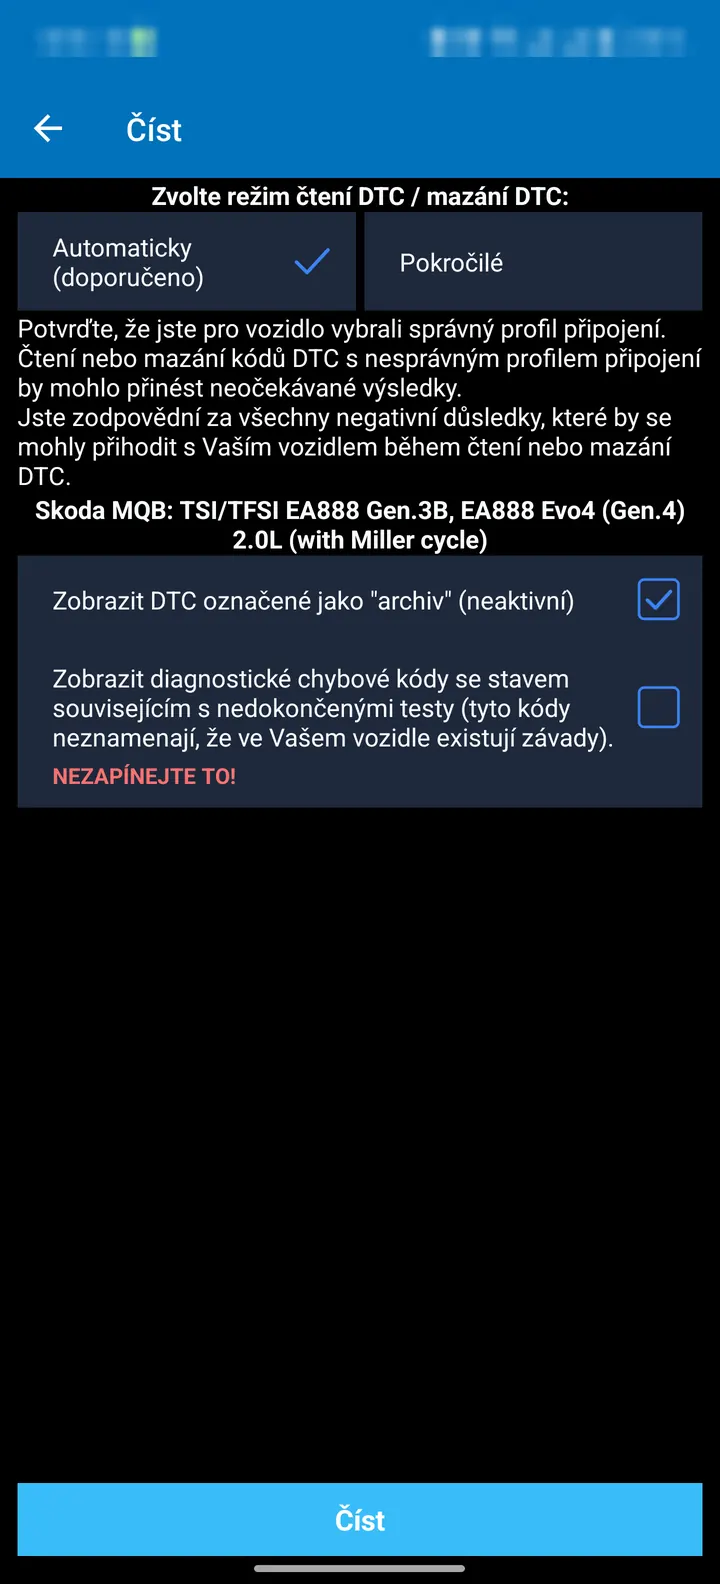 Číst
Zvolte režim čtení DTC / mazání DTC:
Automaticky
(doporučeno)
Pokročilé
Potvrďte, že jste pro vozidlo vybrali správný profil připojení.
Čtení nebo mazání kódů DTC s nesprávným profilem připojení
by mohlo přinést neočekávané výsledky.
Jste zodpovědní za všechny negativní důsledky, které by se
mohly přihodit s Vaším vozidlem během čtení nebo mazání
DTC.
Skoda MQB: TSI/TFSI EA888 Gen.3B, EA888 Evo4 (Gen.4)
2.0L (with Miller cycle)
Zobrazit DTC označené jako "archiv" (neaktivní)
Zobrazit diagnostické chybové kódy se stavem
souvisejícím s nedokončenými testy (tyto kódy
neznamenají, že ve Vašem vozidle existují závady).
NEZAPÍNEJTE TO!
Číst